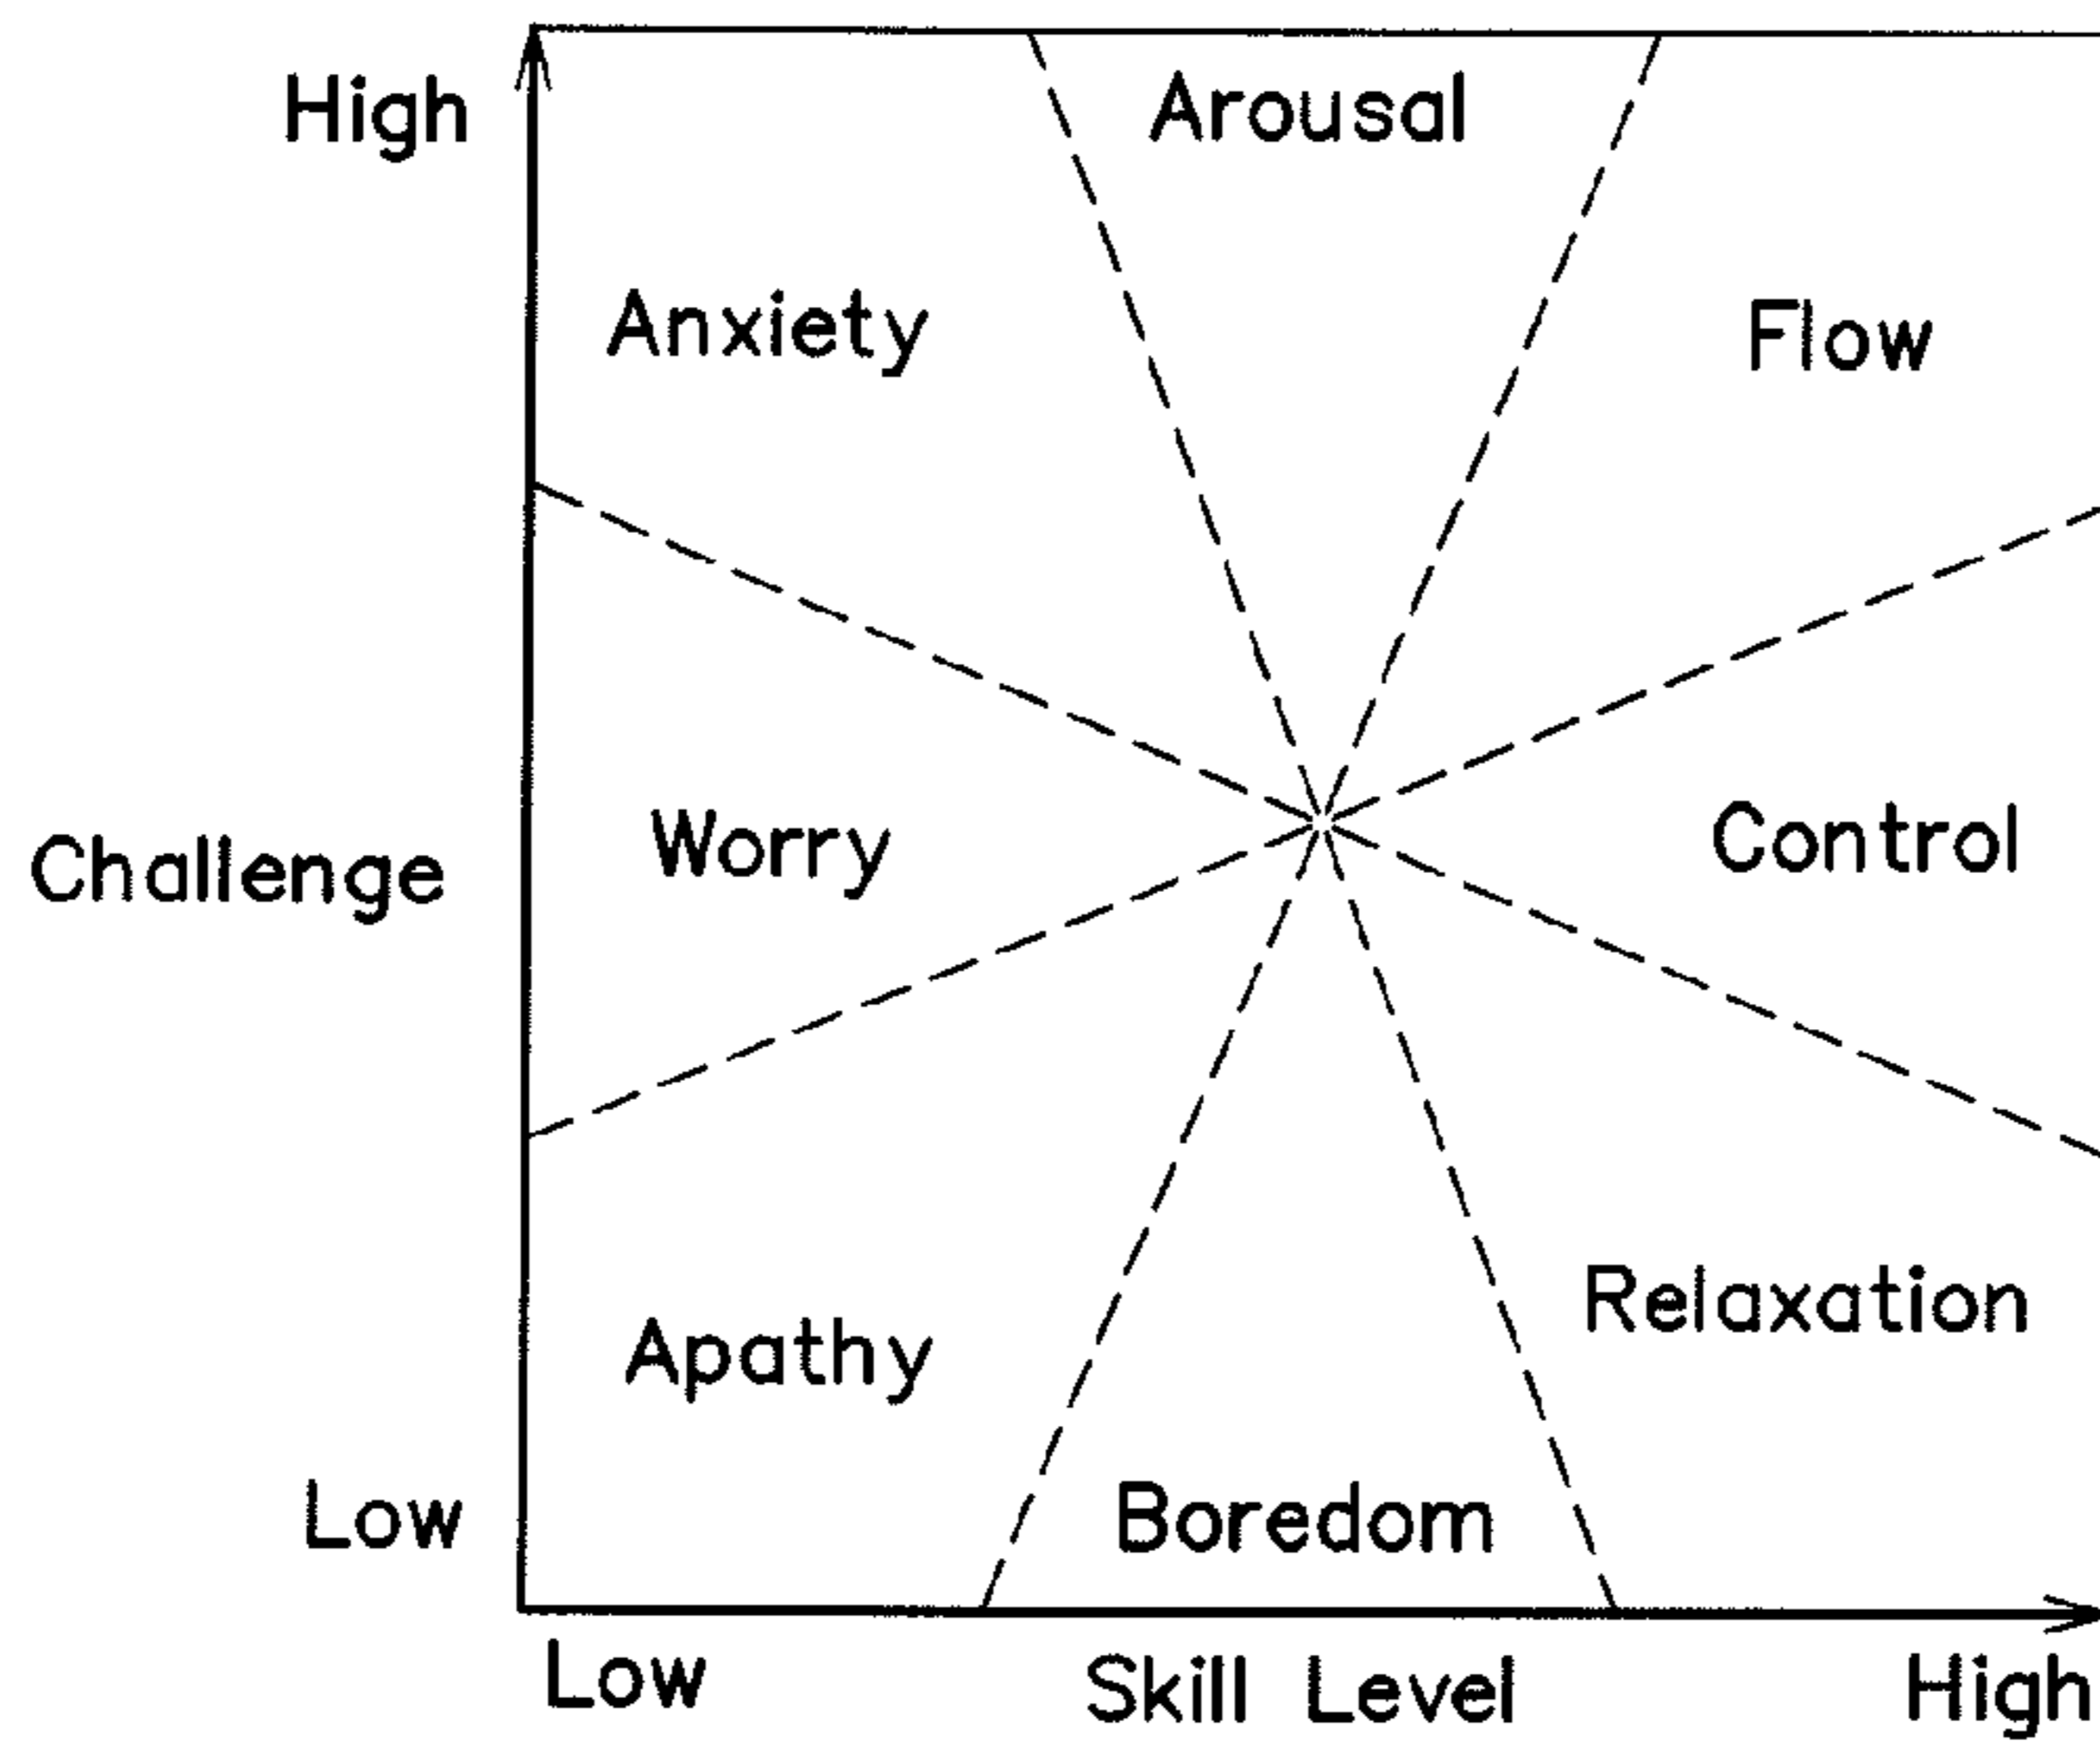 High
Arousal
Anxiety
Flow
Challenge
Worry
Control
Apathy
Relaxation
Low
Boredom
Low
Skill Level
High